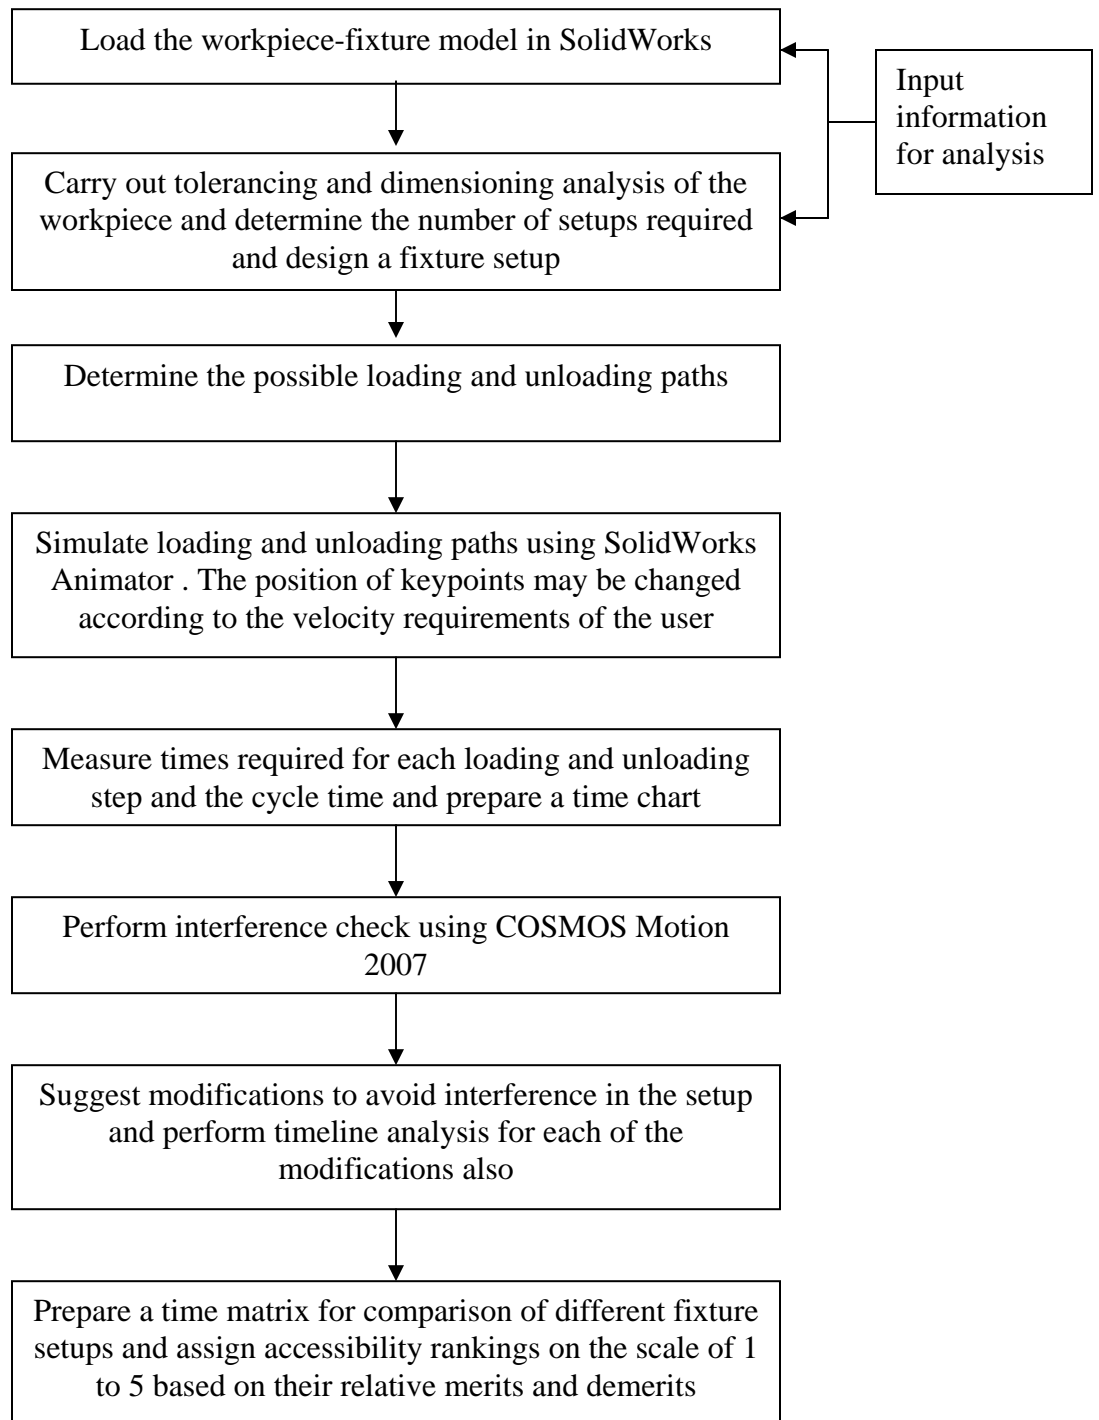 Load the workpiece-fixture model in SolidWorks
Input
information
for analysis
Carry out tolerancing and dimensioning analysis of the
workpiece and determine the number of setups required
and design a fixture setup
Determine the possible loading and unloading paths
Simulate loading and unloading paths using SolidWorks
Animator . The position of keypoints may be changed
according to the velocity requirements of the user
Measure times required for each loading and unloading
step and the cycle time and prepare a time chart
Perform interference check using COSMOS Motion
2007
Suggest modifications to avoid interference in the setup
and perform timeline analysis for each of the
modifications also
Prepare a time matrix for comparison of different fixture
setups and assign accessibility rankings on the scale of 1
to 5 based on their relative merits and demerits